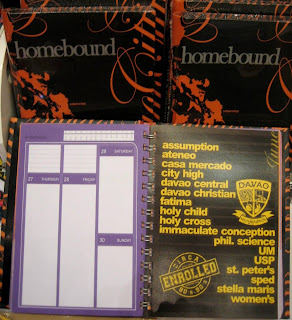 homebound
homebound
29 SATURDAY
27 THURSDAY
28 FRIDAY
30 SUNDAY
assumption
ateneo
casa mercado
city high
davao central
davao christian
fatima
holy child
holy cross
immaculate conception
phil. science
UM
USP
st. peter's
sped
stella maris
women's
DAVAO
CIRCA
ENROLLED